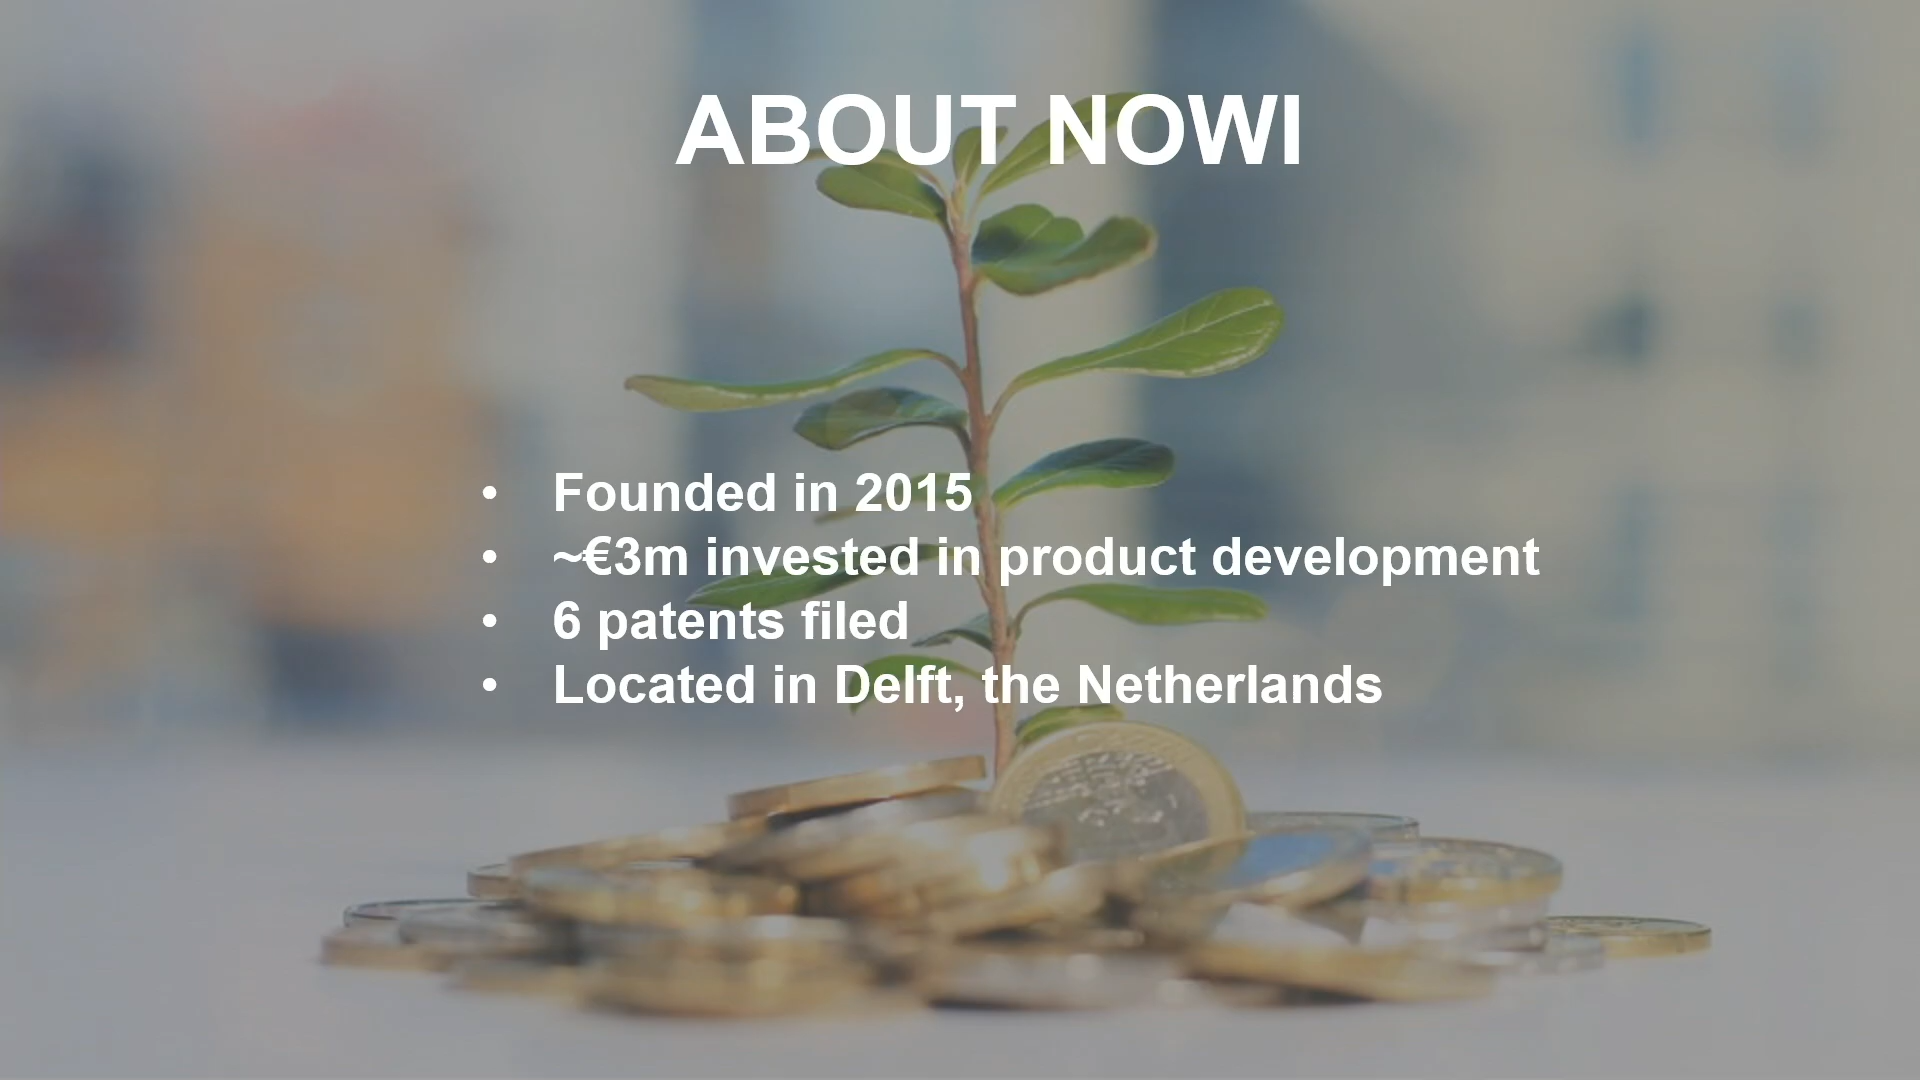 ABOUT NOWI
• Founded in 2015
• ~€3m invested in product development
• 6 patents filed
• Located in Delft, the Netherlands